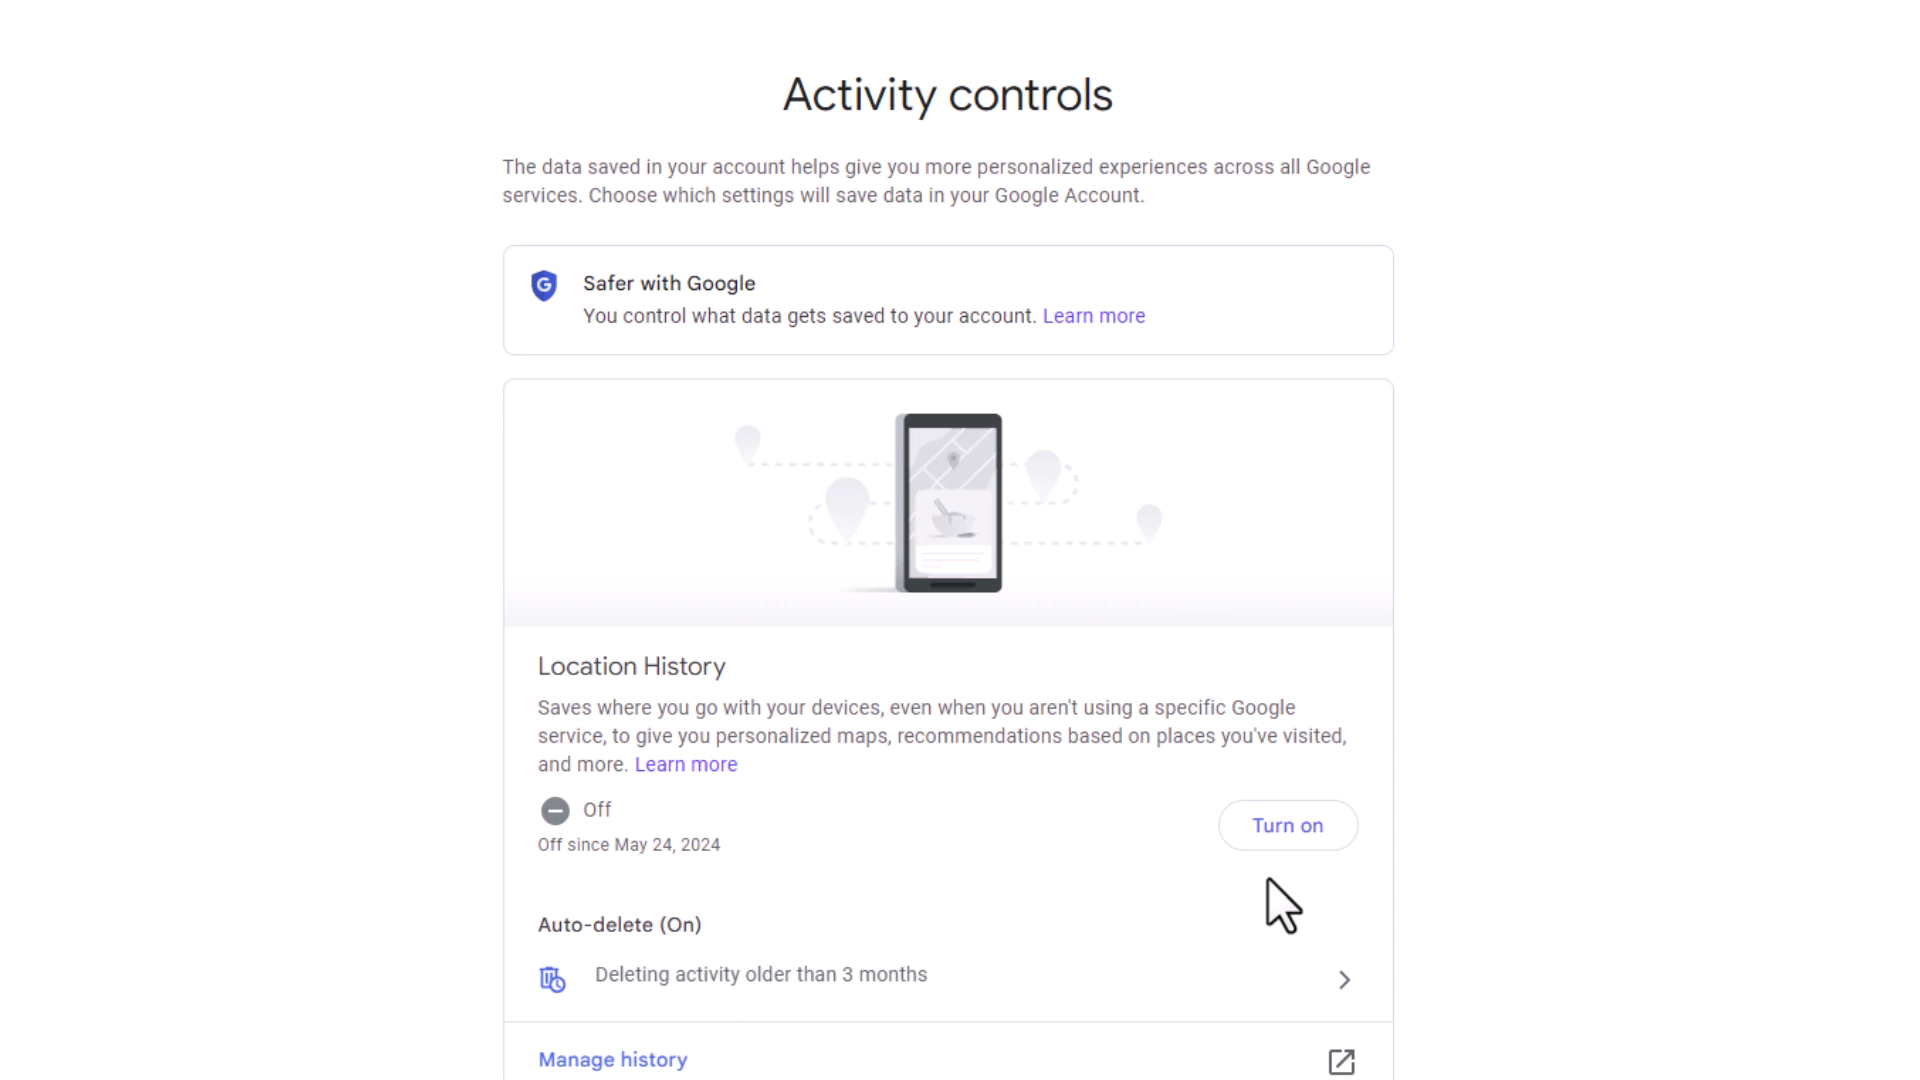 Activity controls
The data saved in your account helps give you more personalized experiences across all Google
services. Choose which settings will save data in your Google Account.
G
Safer with Google
You control what data gets saved to your account. Learn more
Location History
Saves where you go with your devices, even when you aren't using a specific Google
service, to give you personalized maps, recommendations based on places you've visited,
and more. Learn more
Off
Off since May 24, 2024
Turn on
Auto-delete (On)
Deleting activity older than 3 months
Manage history